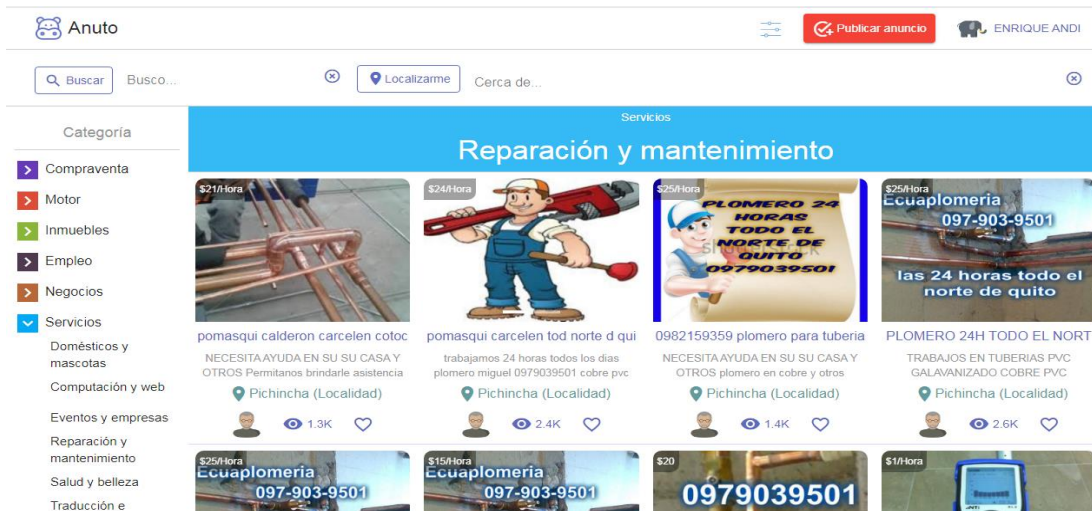 Anuto
Publicar anuncio
ENRIQUE ANDI
Buscar
Busco...
Localizarme
Cerca de...
Categoría
Compraventa
Motor
Inmuebles
Empleo
Negocios
Servicios
Domésticos y
mascotas
Computación y web
Eventos y empresas
Reparación y
mantenimiento
Salud y belleza
Traducción e
Servicios
Reparación y mantenimiento
$21/Hora
pomasqui calderon carcelen cotoc
NECESITA AYUDA EN SU SU CASA Y
OTROS Permitanos brindarle asistencia
Pichincha (Localidad)
1.3K
$24/Hora
pomasqui carcelen tod norte d qui
trabajamos 24 horas todos los dias
plomero miguel 0979039501 cobre pvc
Pichincha (Localidad)
2.4K
$25/Hora
PLOMERO 24
HORAS
TODO EL
NORTE DE
QUITO
0979039501
0982159359 plomero para tuberia
NECESITA AYUDA EN SU SU CASA Y
OTROS plomero en cobre y otros
Pichincha (Localidad)
1.4K
$25/Hora
Ecuaplomeria
097-903-9501
las 24 horas todo el
norte de quito
PLOMERO 24H TODO EL NORT
TRABAJOS EN TUBERIAS PVC
GALAVANIZADO COBRE PVC
Pichincha (Localidad)
2.6K
$25/Hora
Ecuaplomeria
097-903-9501
$15/Hora
Ecuaplomeria
097-903-9501
$20
0979039501
$1/Hora